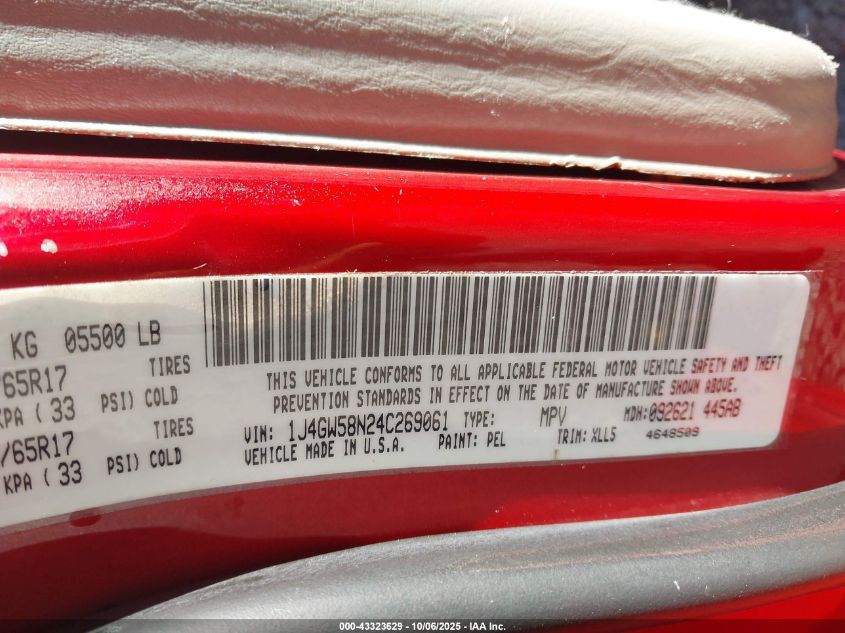 KG 05500 LB
/65R17 TIRES
KPA ( 33 PSI) COLD
/65R17 TIRES
KPA ( 33 PSI) COLD
THIS VEHICLE CONFORMS TO ALL APPLICABLE FEDERAL MOTOR VEHICLE SAFETY AND THEFT
PREVENTION STANDARDS IN EFFECT ON THE DATE OF MANUFACTURE SHOWN ABOVE.
VIN: 1J4GW58N24C269061 TYPE: MPV MDH:092621 445AB
VEHICLE MADE IN U.S.A. PAINT: PEL TRIM: XLL5 4648509
000-43323629 - 10/06/2025 - IAA Inc.